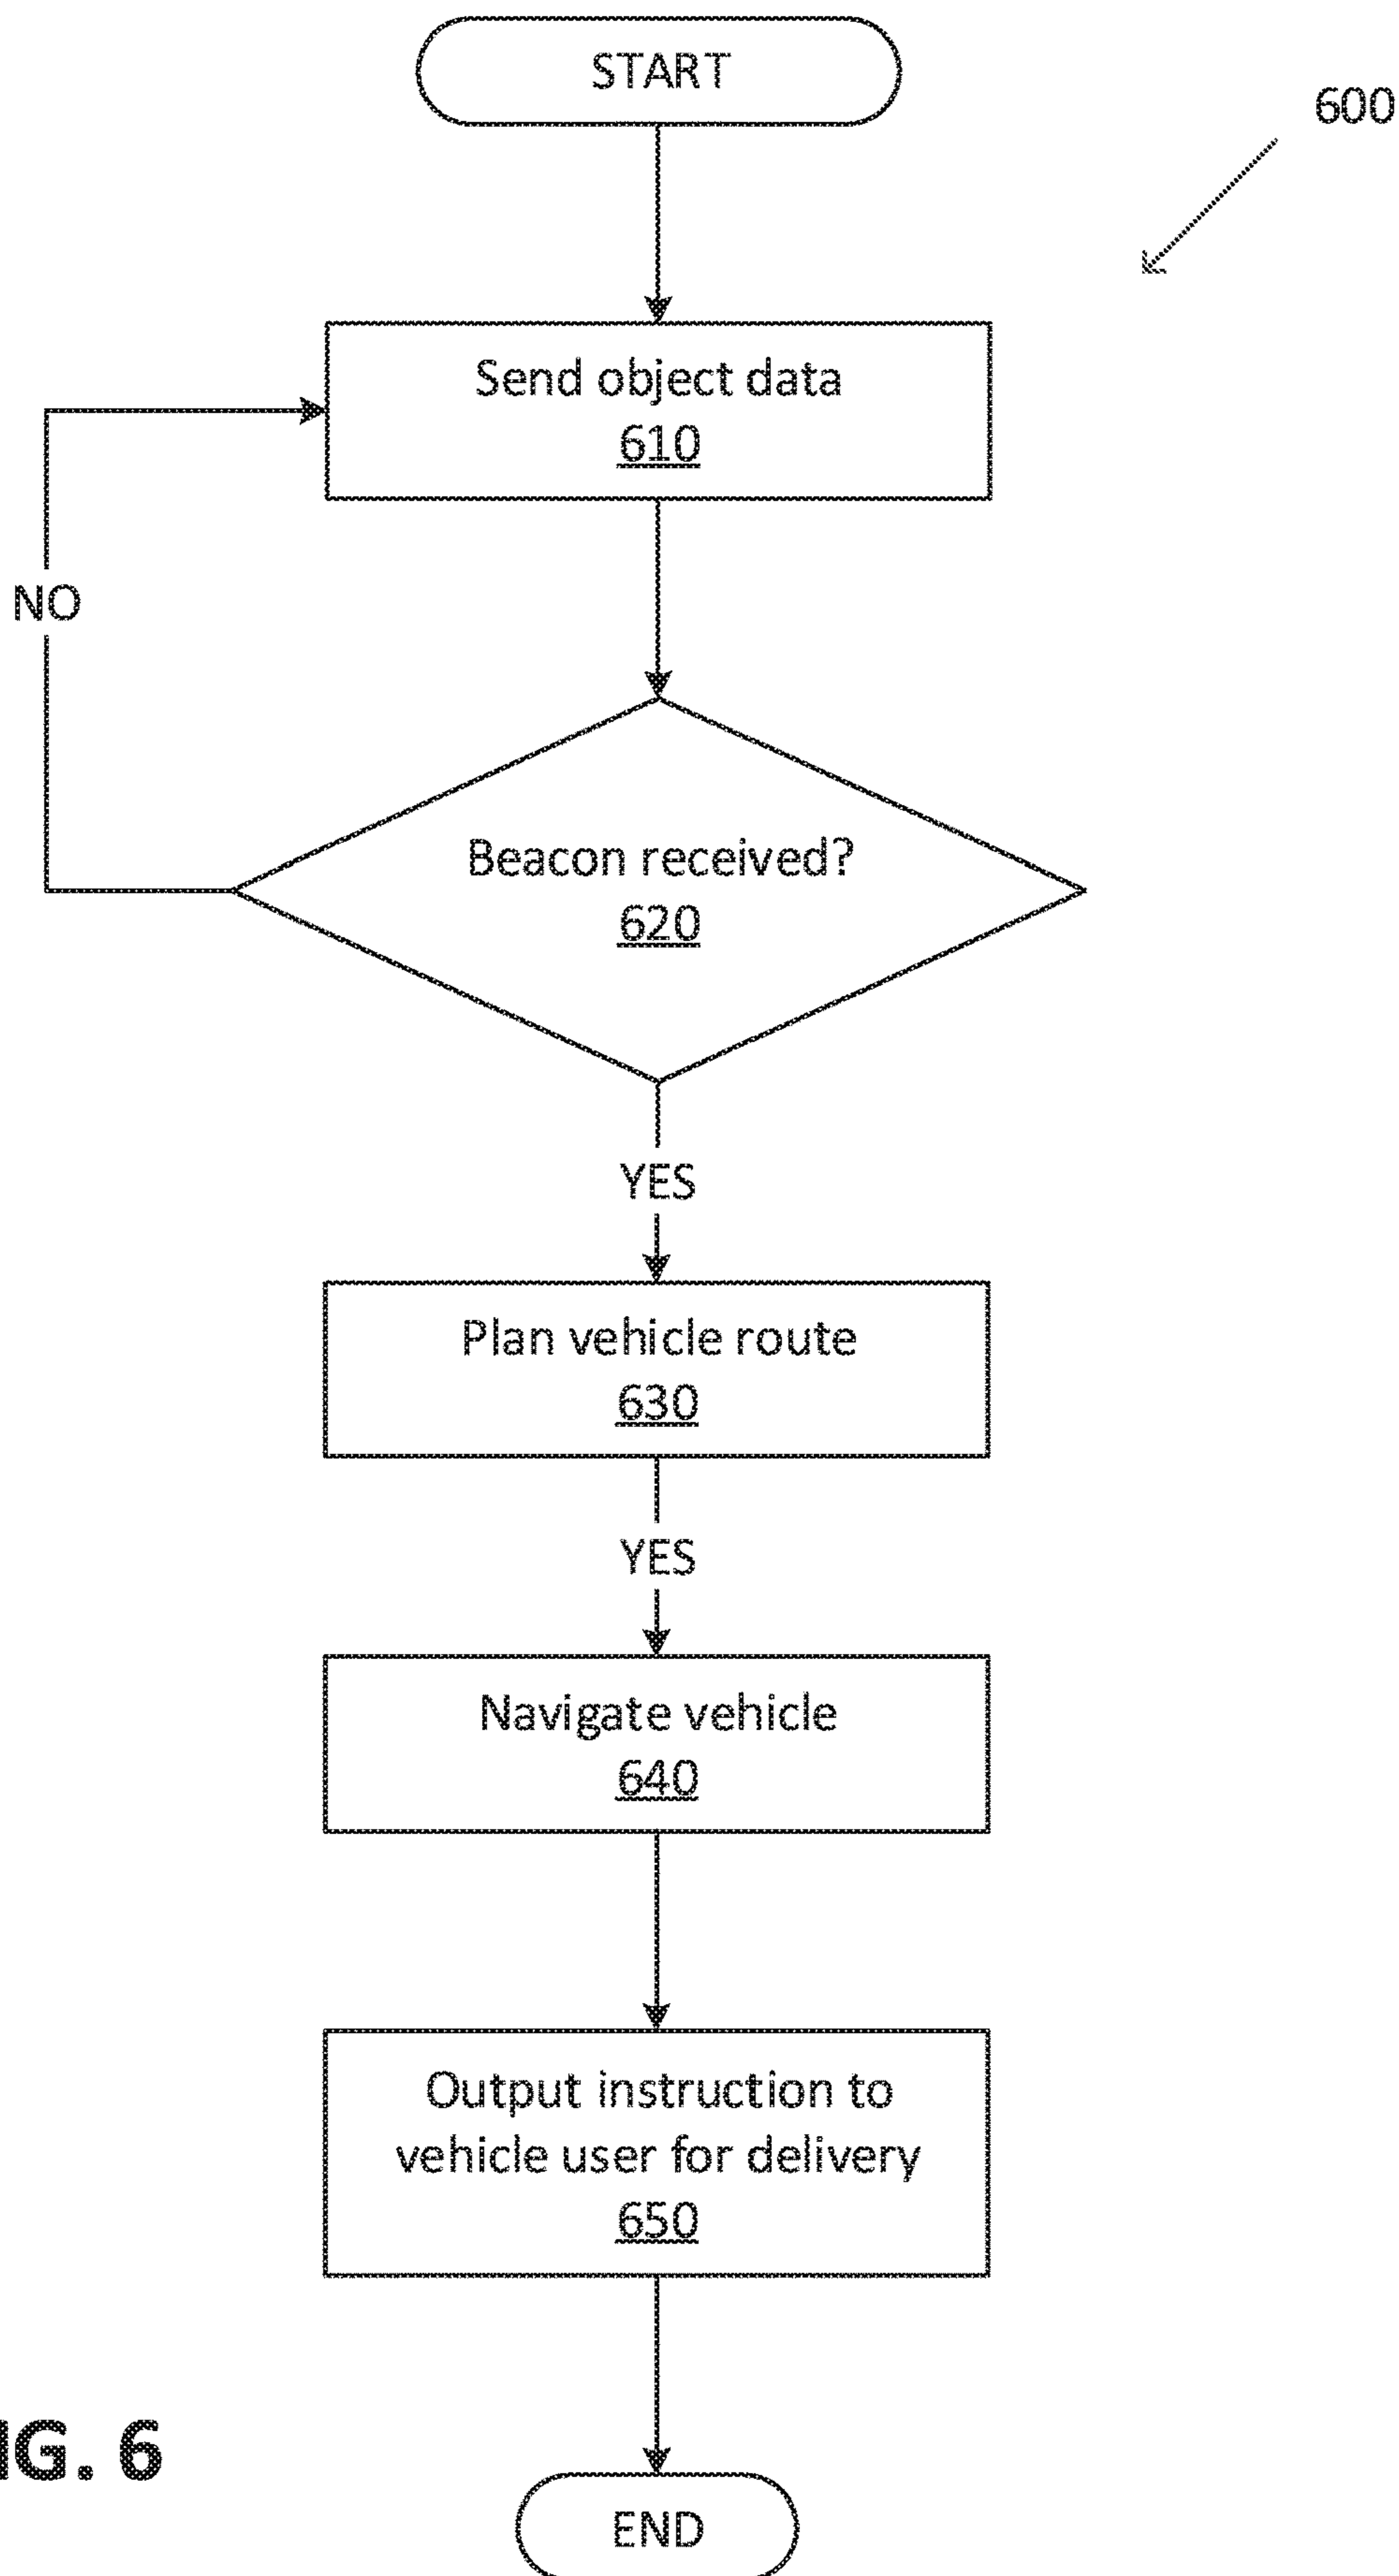 START
600
Send object data
610
NO
Beacon received?
620
YES
Plan vehicle route
630
YES
Navigate vehicle
640
Output instruction to
vehicle user for delivery
650
IG. 6
END